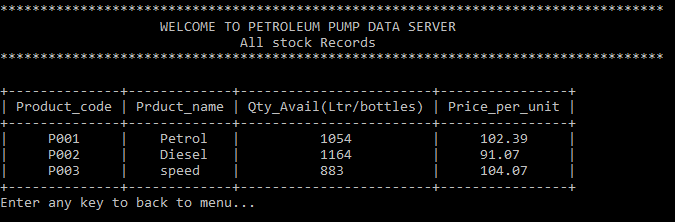 ***********************************************************************************
WELCOME TO PETROLEUM PUMP DATA SERVER
All stock Records
***********************************************************************************
+--------------+-------------+------------------------+----------------+
| Product_code | Prduct_name | Qty_Avail(Ltr/bottles) | Price_per_unit |
+--------------+-------------+------------------------+----------------+
| P001 | Petrol | 1054 | 102.39 |
| P002 | Diesel | 1164 | 91.07 |
| P003 | speed | 883 | 104.07 |
+--------------+-------------+------------------------+----------------+
Enter any key to back to menu...